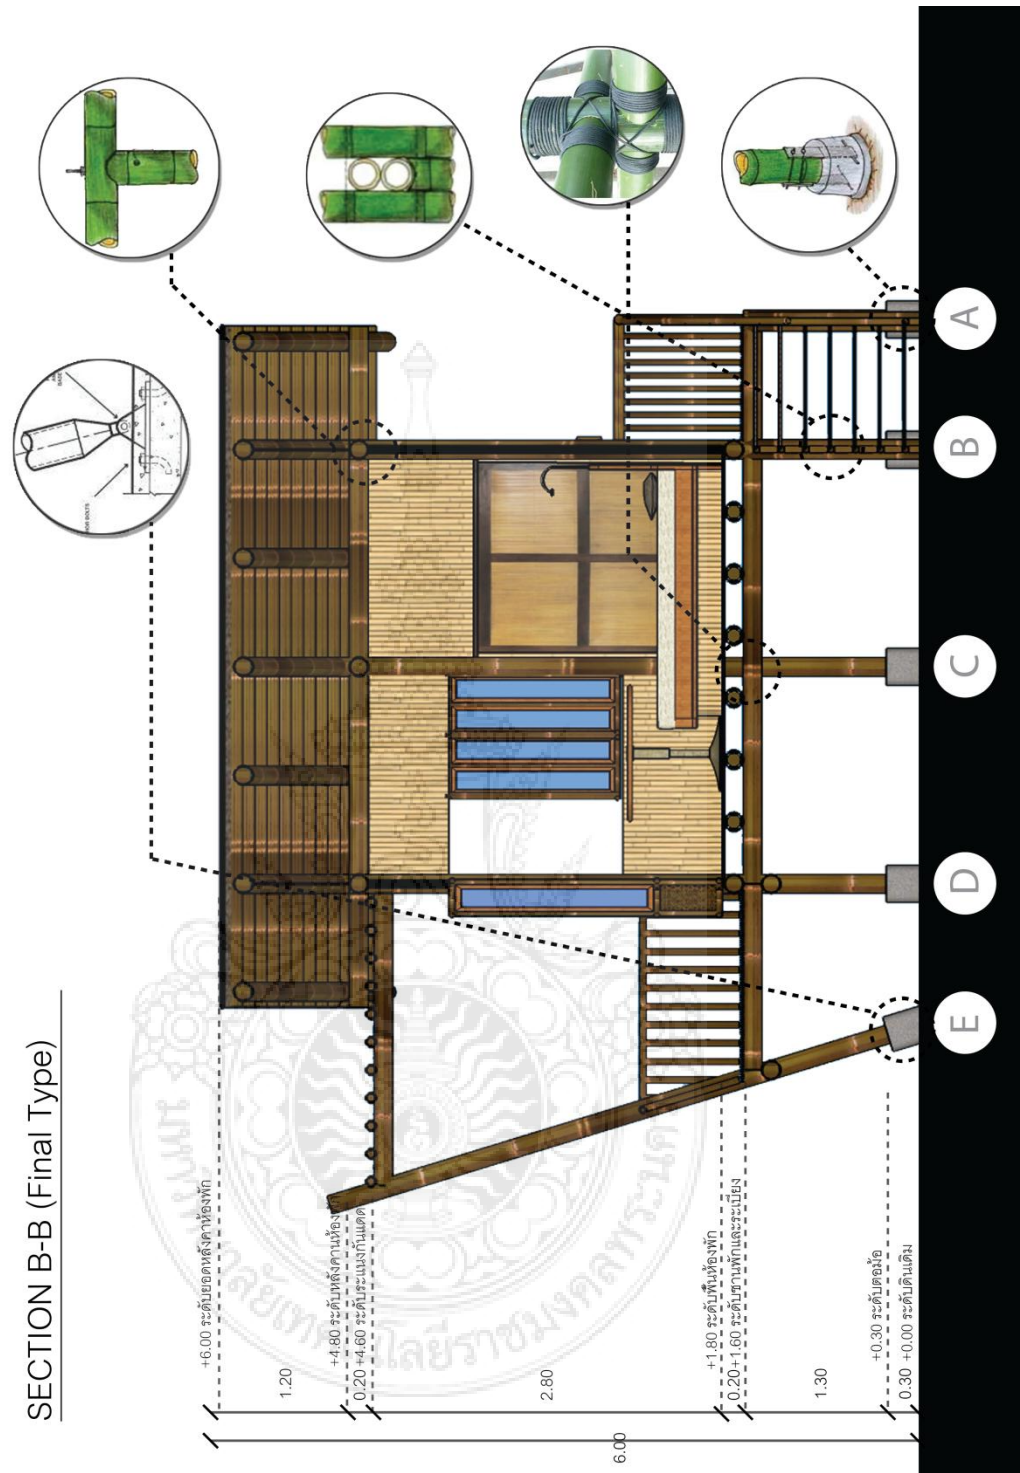 SECTION B-B (Final Type)
+6.00 ระดับยอดหลังคาห้องพัก
+4.80 ระดับหลังคานห้อง
+4.60 ระดับระแนงกันแดด
+1.80 ระดับพื้นห้องพัก
+1.60 ระดับชานพักและระเบียง
+0.30 ระดับตอม่อ
+0.00 ระดับดินเดิม
1.20
0.20
2.80
0.20
1.30
0.30
6.00
E
D
C
B
A